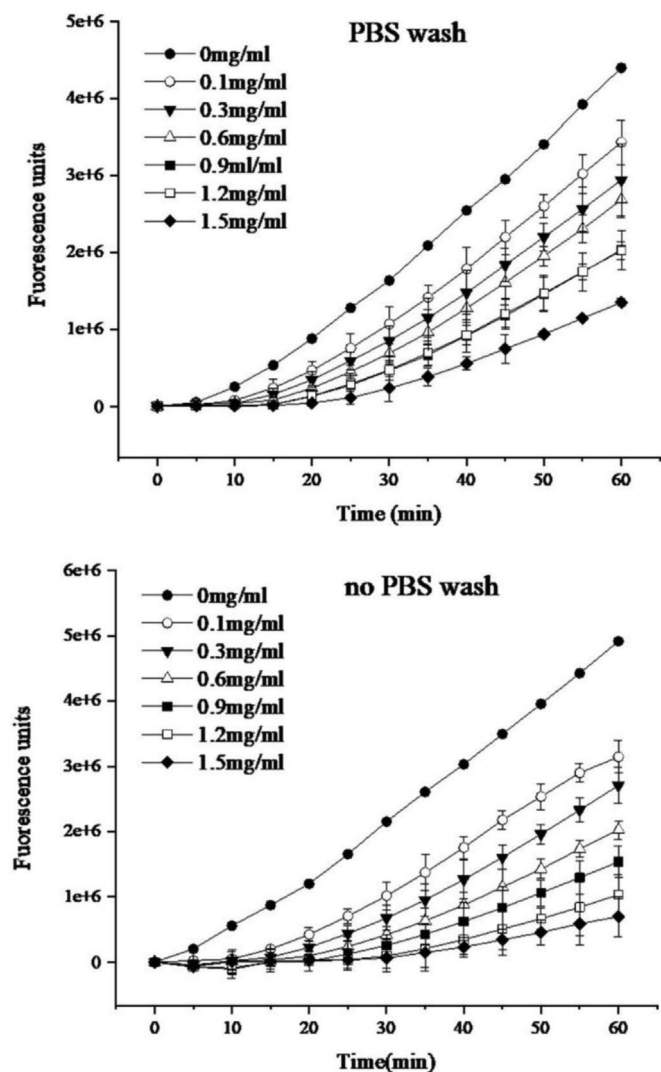 PBS wash
5e+6
4e+6
3e+6
2e+6
1e+6
0
0mg/ml
0.1mg/ml
0.3mg/ml
0.6mg/ml
0.9ml/ml
1.2mg/ml
1.5mg/ml
Fuorescence units
0 10 20 30 40 50 60
Time (min)
no PBS wash
6e+6
5e+6
4e+6
3e+6
2e+6
1e+6
0
0mg/ml
0.1mg/ml
0.3mg/ml
0.6mg/ml
0.9mg/ml
1.2mg/ml
1.5mg/ml
Fluorescence units
0 10 20 30 40 50 60
Time(min)